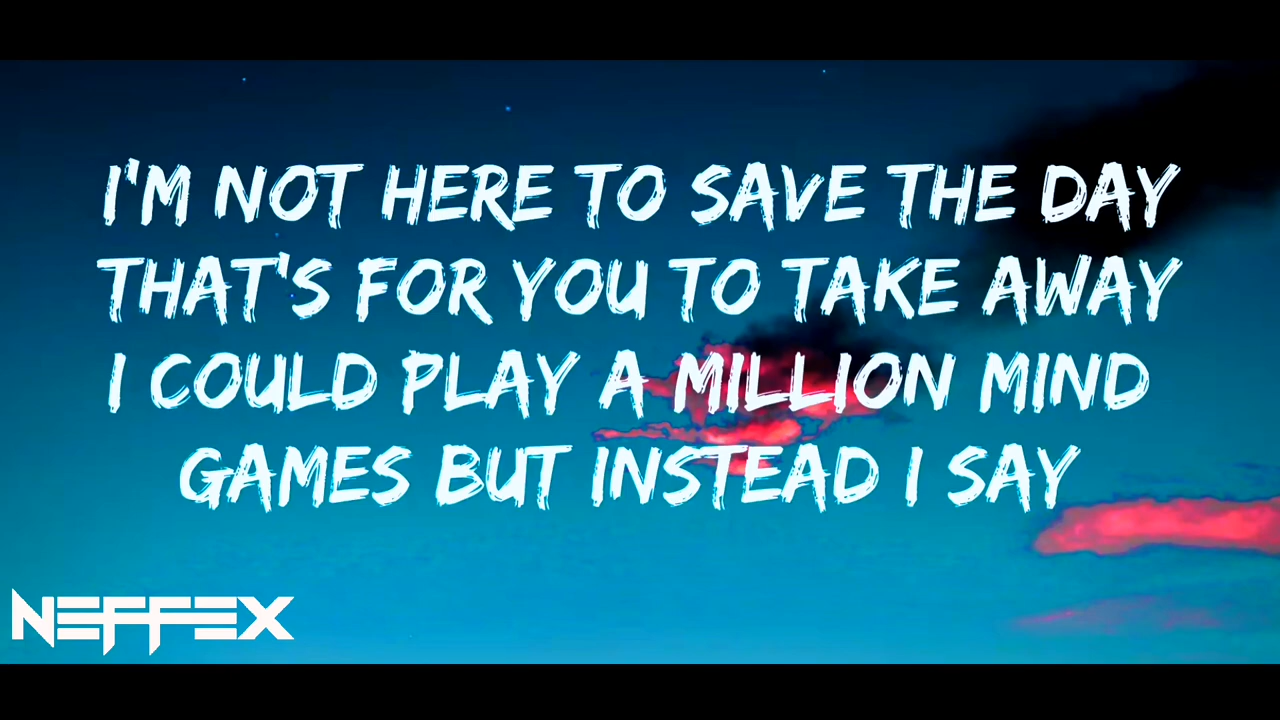 I'M NOT HERE TO SAVE THE DAY
THAT'S FOR YOU TO TAKE AWAY
I COULD PLAY A MILLION MIND
GAMES BUT INSTEAD I SAY
NEFFEX